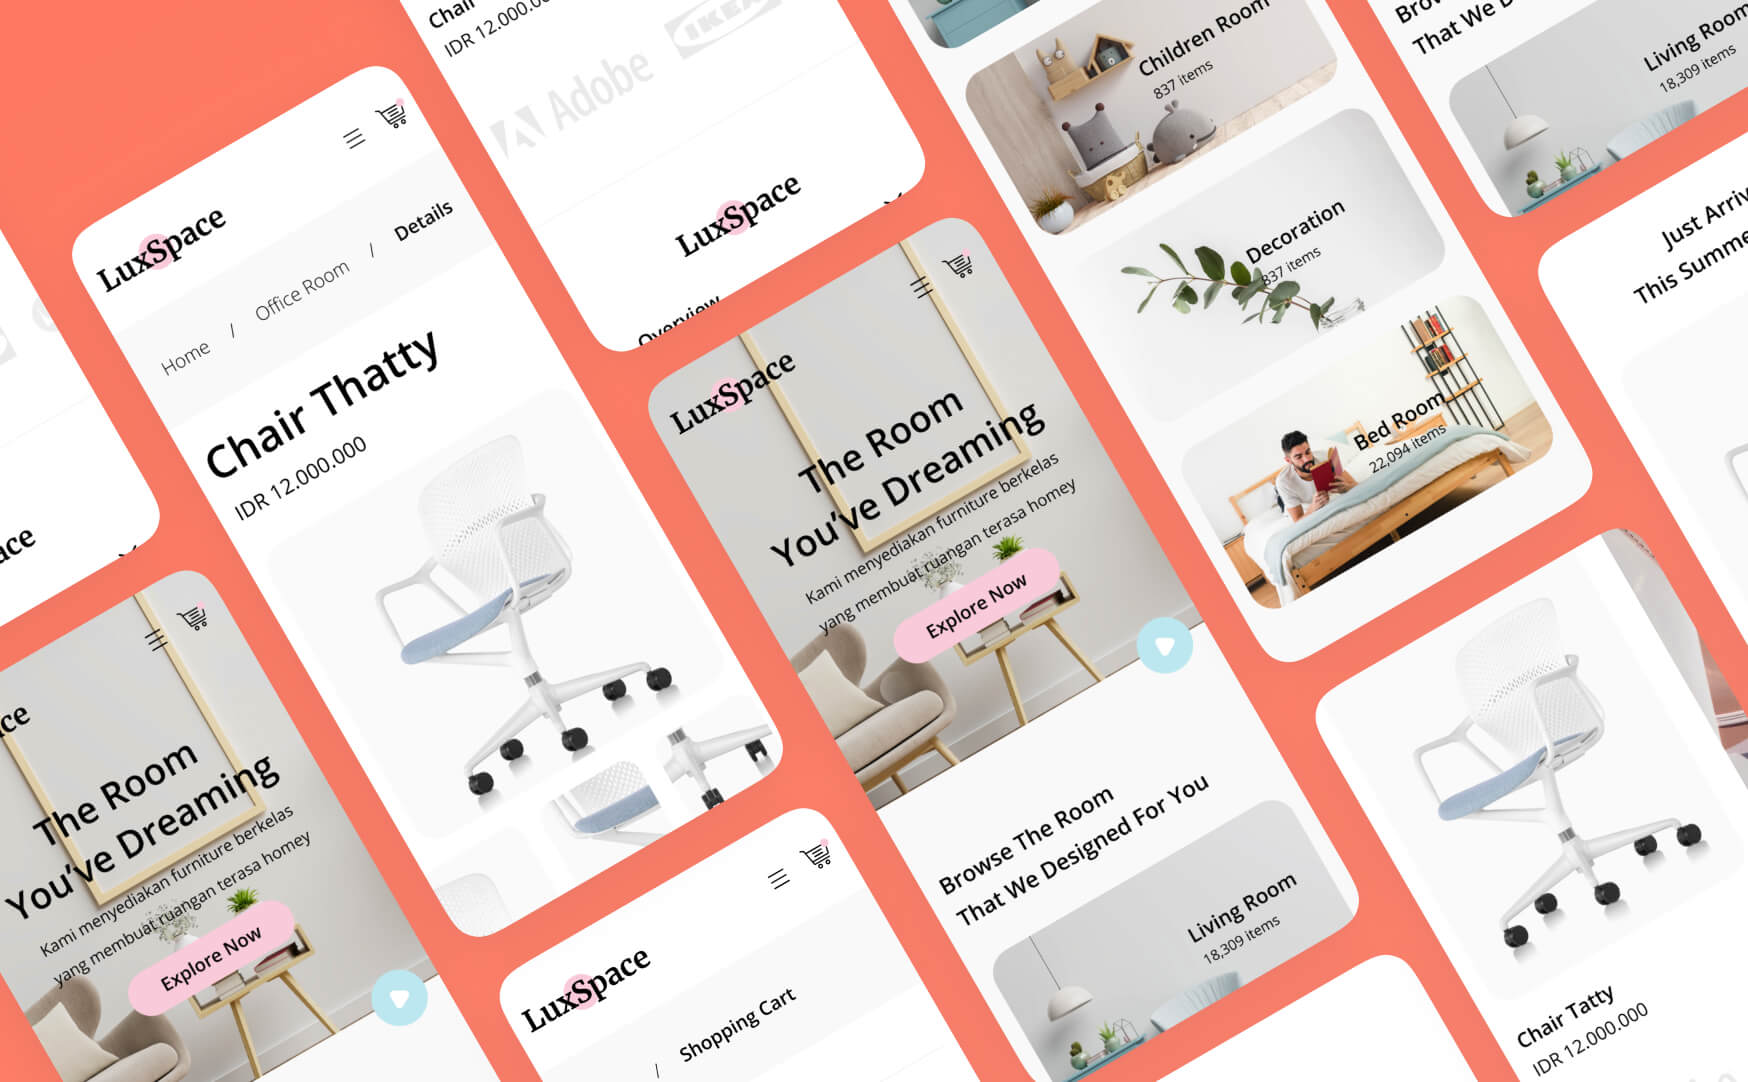 LuxSpace
Home / Office Room / Details
Chair Thatty
IDR 12.000.000
ace
ce
The Room
You've Dreaming
Kami menyediakan furniture berkelas
yang membuat ruangan terasa homey
Explore Now
IDR 12.000.00
Adobe
IKEA
LuxSpace
Overview
LuxSpace
The Room
You've Dreaming
Kami menyediakan furniture berkelas
yang membuat ruangan terasa homey
Explore Now
Browse The Room
That We Designed For You
Living Room
18,309 items
LuxSpace
/ Shopping Cart
Children Room
837 items
Decoration
837 items
Bed Room
22,094 items
Chair Tatty
IDR 12.000.000
That We D
Living Room
18,309 items
Just Arriv
This Summe